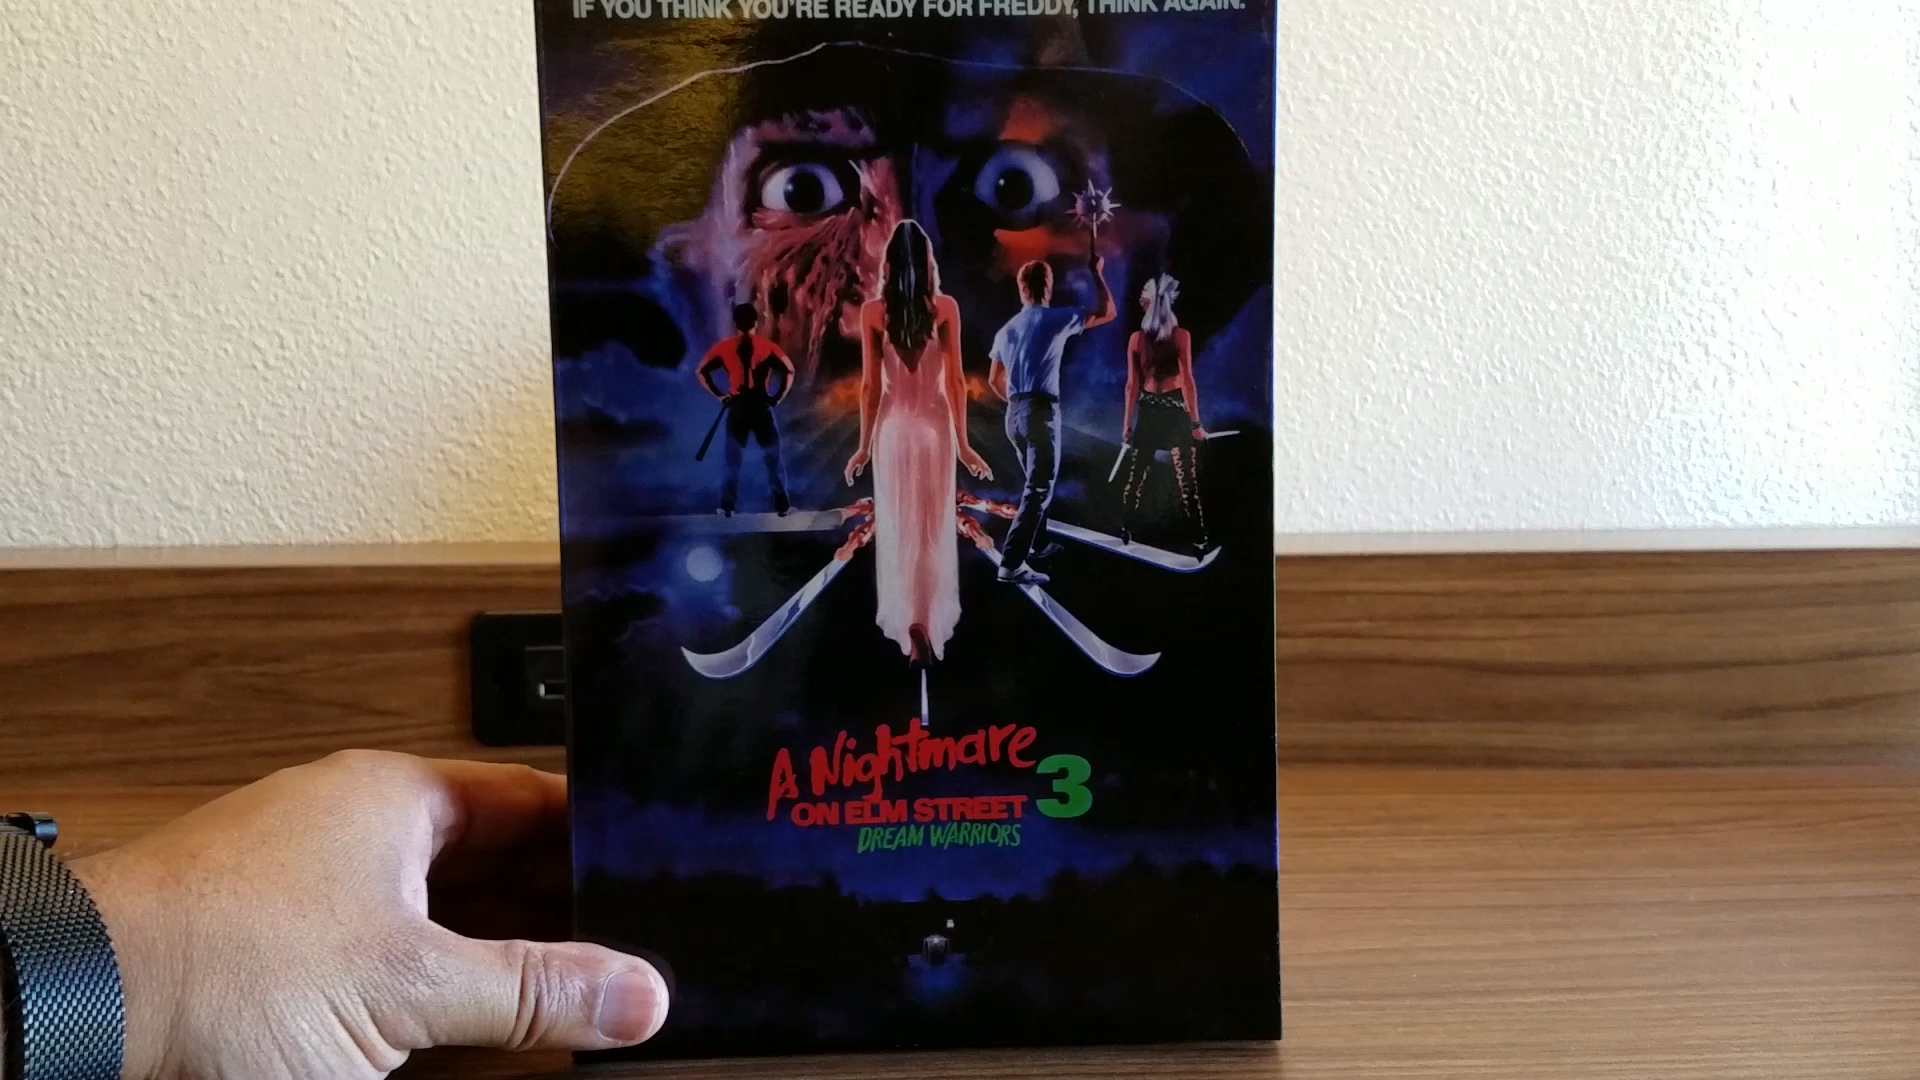 IF YOU THINK YOU'RE READY FOR FREDDY, THINK AGAIN.
A Nightmare
ON ELM STREET 3
DREAM WARRIORS